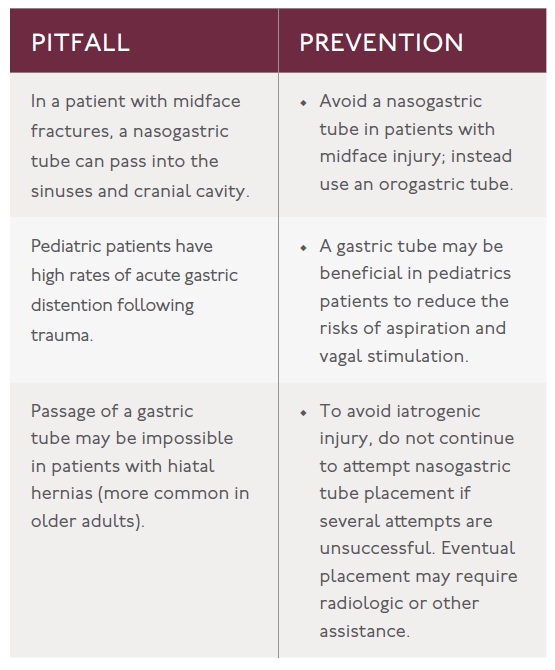 PITFALL
PREVENTION
In a patient with midface
fractures, a nasogastric
tube can pass into the
sinuses and cranial cavity.
⬥ Avoid a nasogastric
tube in patients with
midface injury; instead
use an orogastric tube.
Pediatric patients have
high rates of acute gastric
distention following
trauma.
⬥ A gastric tube may be
beneficial in pediatrics
patients to reduce the
risks of aspiration and
vagal stimulation.
Passage of a gastric
tube may be impossible
in patients with hiatal
hernias (more common in
older adults).
⬥ To avoid iatrogenic
injury, do not continue
to attempt nasogastric
tube placement if
several attempts are
unsuccessful. Eventual
placement may require
radiologic or other
assistance.